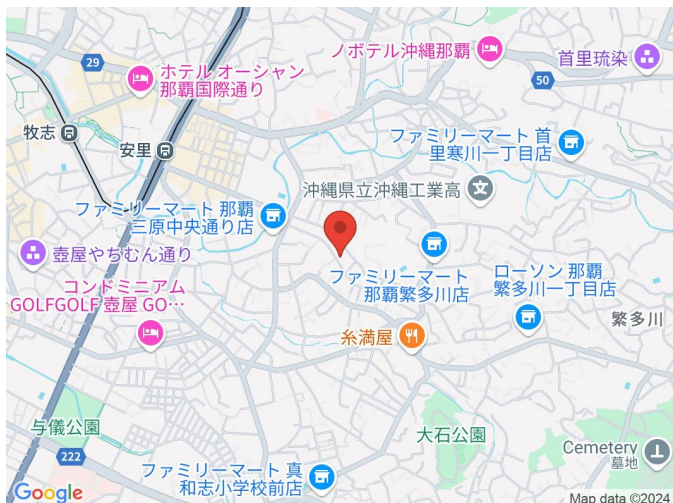 ノボテル沖縄那覇
首里琉染
29
ホテル オーシャン
那覇国際通り
50
牧志
安里
ファミリーマート 首
里寒川一丁目店
沖縄県立沖縄工業高
ファミリーマート 那覇
三原中央通り店
壺屋やちむん通り
ファミリーマート
那覇繁多川店
ローソン 那覇
繁多川一丁目店
コンドミニアム
GOLFGOLF 壺屋 GO…
繁多川
糸満屋
与儀公園
大石公園
222
Cemetery
墓地
ファミリーマート 真
和志小学校前店
Google
Map data ©2024